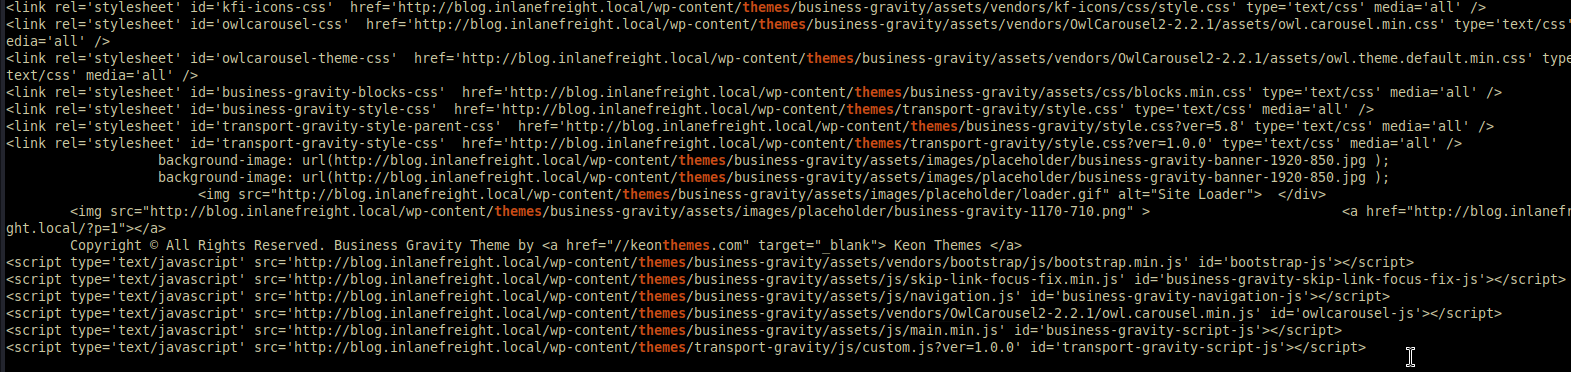 <link rel='stylesheet' id='kfi-icons-css'  href='http://blog.inlanefreight.local/wp-content/themes/business-gravity/assets/vendors/kf-icons/css/style.css' type='text/css' media='all' />
<link rel='stylesheet' id='owlcarousel-css'  href='http://blog.inlanefreight.local/wp-content/themes/business-gravity/assets/vendors/OwlCarousel2-2.2.1/assets/owl.carousel.min.css' type='text/css'
edia='all' />
<link rel='stylesheet' id='owlcarousel-theme-css'  href='http://blog.inlanefreight.local/wp-content/themes/business-gravity/assets/vendors/OwlCarousel2-2.2.1/assets/owl.theme.default.min.css' type
text/css' media='all' />
<link rel='stylesheet' id='business-gravity-blocks-css'  href='http://blog.inlanefreight.local/wp-content/themes/business-gravity/assets/css/blocks.min.css' type='text/css' media='all' />
<link rel='stylesheet' id='business-gravity-style-css'  href='http://blog.inlanefreight.local/wp-content/themes/transport-gravity/style.css' type='text/css' media='all' />
<link rel='stylesheet' id='transport-gravity-style-parent-css'  href='http://blog.inlanefreight.local/wp-content/themes/business-gravity/style.css?ver=5.8' type='text/css' media='all' />
<link rel='stylesheet' id='transport-gravity-style-css'  href='http://blog.inlanefreight.local/wp-content/themes/transport-gravity/style.css?ver=1.0.0' type='text/css' media='all' />
background-image: url(http://blog.inlanefreight.local/wp-content/themes/business-gravity/assets/images/placeholder/business-gravity-banner-1920-850.jpg );
background-image: url(http://blog.inlanefreight.local/wp-content/themes/business-gravity/assets/images/placeholder/business-gravity-banner-1920-850.jpg );
<img src="http://blog.inlanefreight.local/wp-content/themes/business-gravity/assets/images/placeholder/loader.gif" alt="Site Loader">  </div>
<img src="http://blog.inlanefreight.local/wp-content/themes/business-gravity/assets/images/placeholder/business-gravity-1170-710.png" > <a href="http://blog.inlanefr
ght.local/?p=1"></a>
Copyright © All Rights Reserved. Business Gravity Theme by <a href="//keonthemes.com" target="_blank"> Keon Themes </a>
<script type='text/javascript' src='http://blog.inlanefreight.local/wp-content/themes/business-gravity/assets/vendors/bootstrap/js/bootstrap.min.js' id='bootstrap-js'></script>
<script type='text/javascript' src='http://blog.inlanefreight.local/wp-content/themes/business-gravity/assets/js/skip-link-focus-fix.min.js' id='business-gravity-skip-link-focus-fix-js'></script>
<script type='text/javascript' src='http://blog.inlanefreight.local/wp-content/themes/business-gravity/assets/js/navigation.js' id='business-gravity-navigation-js'></script>
<script type='text/javascript' src='http://blog.inlanefreight.local/wp-content/themes/business-gravity/assets/vendors/OwlCarousel2-2.2.1/owl.carousel.min.js' id='owlcarousel-js'></script>
<script type='text/javascript' src='http://blog.inlanefreight.local/wp-content/themes/business-gravity/assets/js/main.min.js' id='business-gravity-script-js'></script>
<script type='text/javascript' src='http://blog.inlanefreight.local/wp-content/themes/transport-gravity/js/custom.js?ver=1.0.0' id='transport-gravity-script-js'></script>